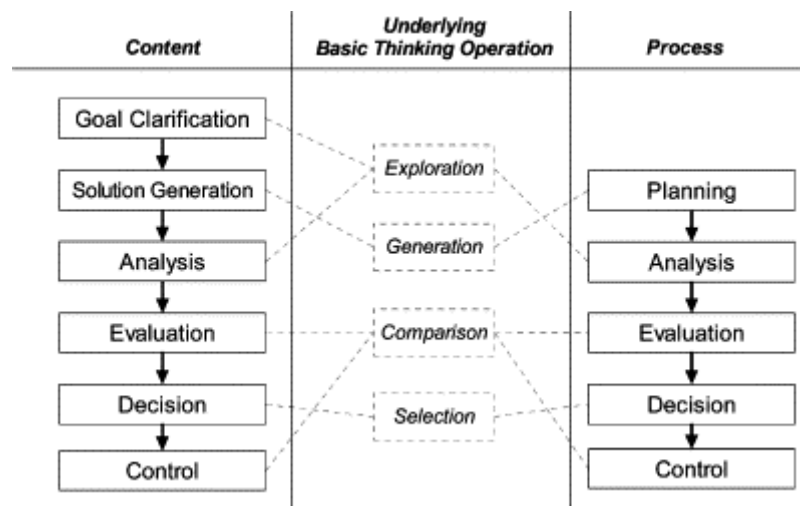 Content
Underlying
Basic Thinking Operation
Process
Goal Clarification
Exploration
Solution Generation
Planning
Generation
Analysis
Analysis
Evaluation
Comparison
Evaluation
Decision
Selection
Decision
Control
Control